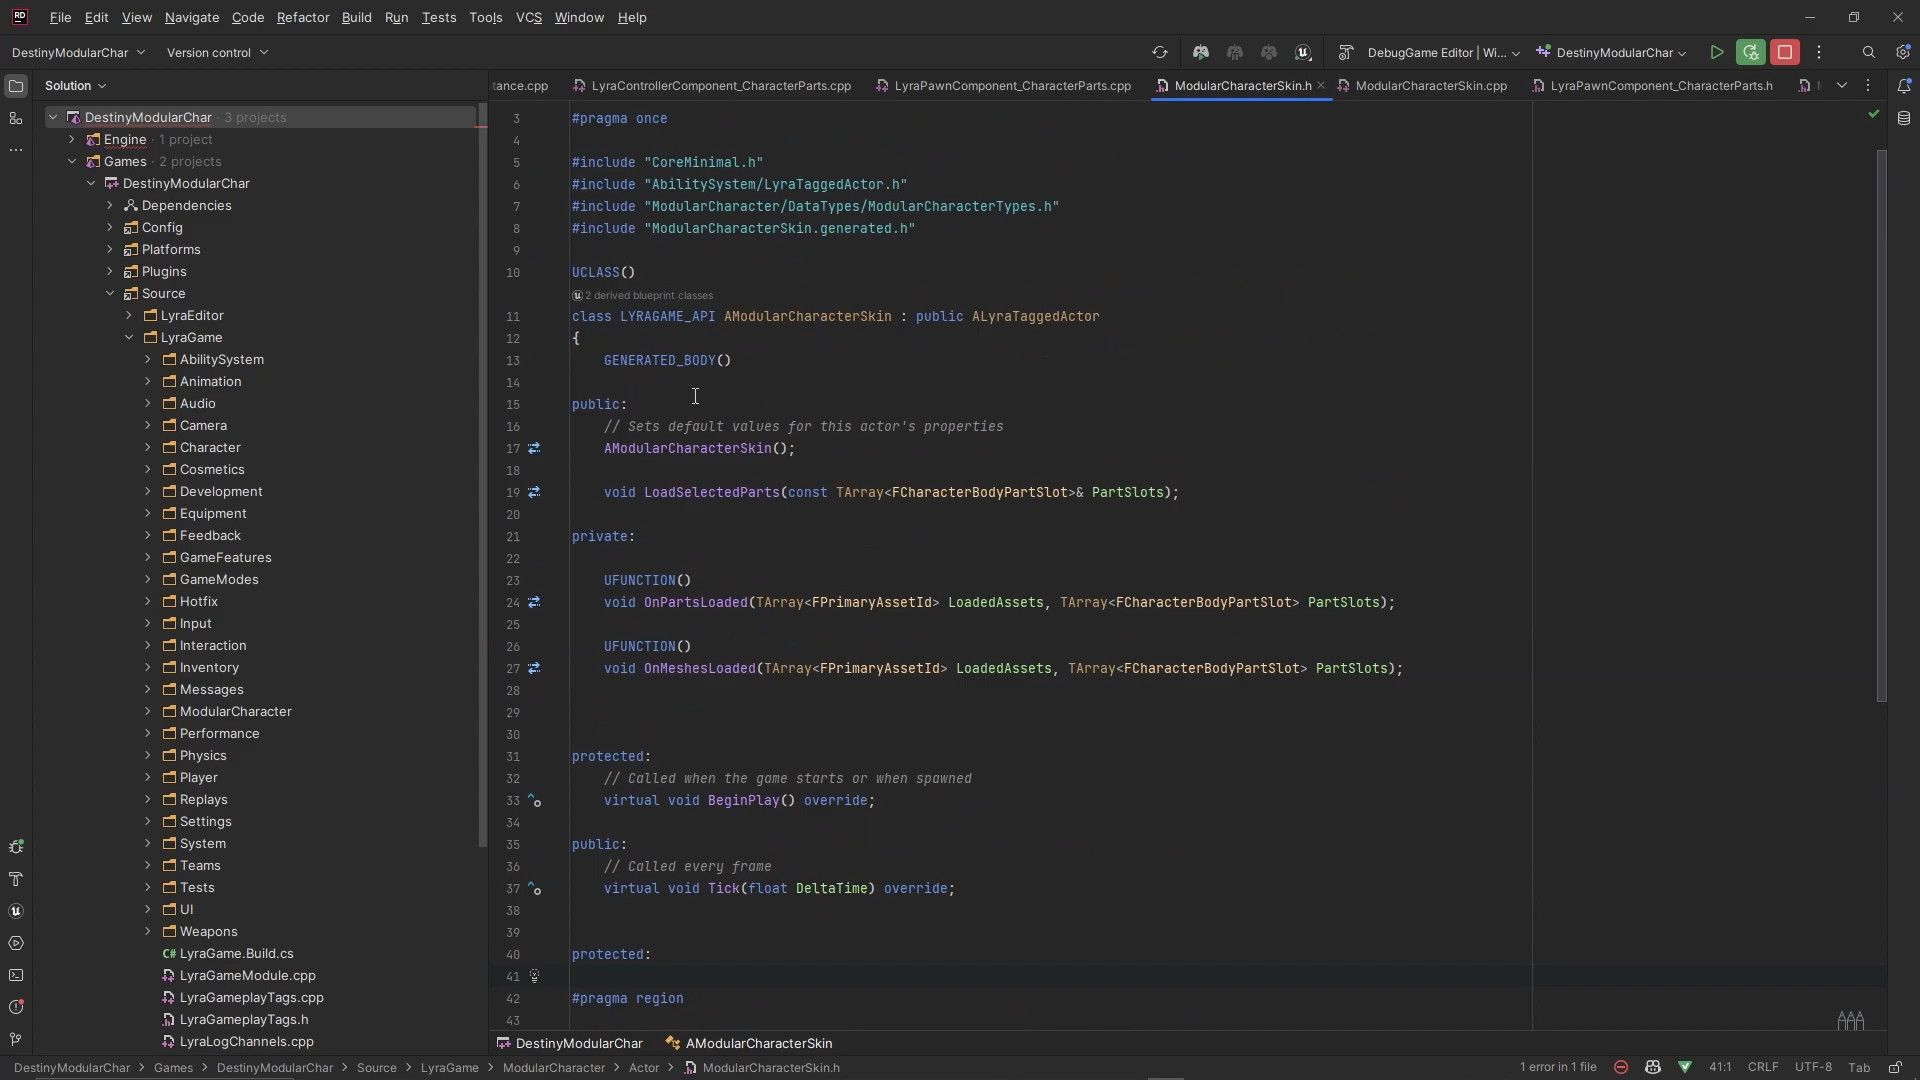 RD File Edit View Navigate Code Refactor Build Run Tests Tools VCS Window Help
DestinyModularChar Version control DebugGame Editor | Wi... DestinyModularChar
Solution
tance.cpp LyraControllerComponent_CharacterParts.cpp LyraPawnComponent_CharacterParts.cpp ModularCharacterSkin.h ModularCharacterSkin.cpp LyraPawnComponent_CharacterParts.h
DestinyModularChar · 3 projects
Engine · 1 project
Games · 2 projects
DestinyModularChar
Dependencies
Config
Platforms
Plugins
Source
LyraEditor
LyraGame
AbilitySystem
Animation
Audio
Camera
Character
Cosmetics
Development
Equipment
Feedback
GameFeatures
GameModes
Hotfix
Input
Interaction
Inventory
Messages
ModularCharacter
Performance
Physics
Player
Replays
Settings
System
Teams
Tests
UI
Weapons
C# LyraGame.Build.cs
LyraGameModule.cpp
LyraGameplayTags.cpp
LyraGameplayTags.h
LyraLogChannels.cpp
3 #pragma once
4
5 #include "CoreMinimal.h"
6 #include "AbilitySystem/LyraTaggedActor.h"
7 #include "ModularCharacter/DataTypes/ModularCharacterTypes.h"
8 #include "ModularCharacterSkin.generated.h"
9
10 UCLASS()
2 derived blueprint classes
11 class LYRAGAME_API AModularCharacterSkin : public ALyraTaggedActor
12 {
13 GENERATED_BODY()
14
15 public:
16 // Sets default values for this actor's properties
17 AModularCharacterSkin();
18
19 void LoadSelectedParts(const TArray<FCharacterBodyPartSlot>& PartSlots);
20
21 private:
22
23 UFUNCTION()
24 void OnPartsLoaded(TArray<FPrimaryAssetId> LoadedAssets, TArray<FCharacterBodyPartSlot> PartSlots);
25
26 UFUNCTION()
27 void OnMeshesLoaded(TArray<FPrimaryAssetId> LoadedAssets, TArray<FCharacterBodyPartSlot> PartSlots);
28
29
30
31 protected:
32 // Called when the game starts or when spawned
33 virtual void BeginPlay() override;
34
35 public:
36 // Called every frame
37 virtual void Tick(float DeltaTime) override;
38
39
40 protected:
41
42 #pragma region
43
DestinyModularChar AModularCharacterSkin
DestinyModularChar > Games > DestinyModularChar > Source > LyraGame > ModularCharacter > Actor > ModularCharacterSkin.h 1 error in 1 file 41:1 CRLF UTF-8 Tab